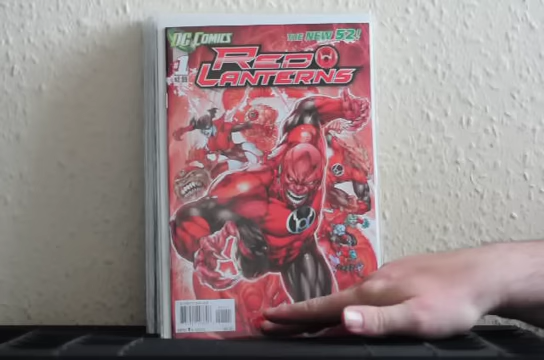 DC COMICS
THE NEW 52!
1
RED
LANTERNS